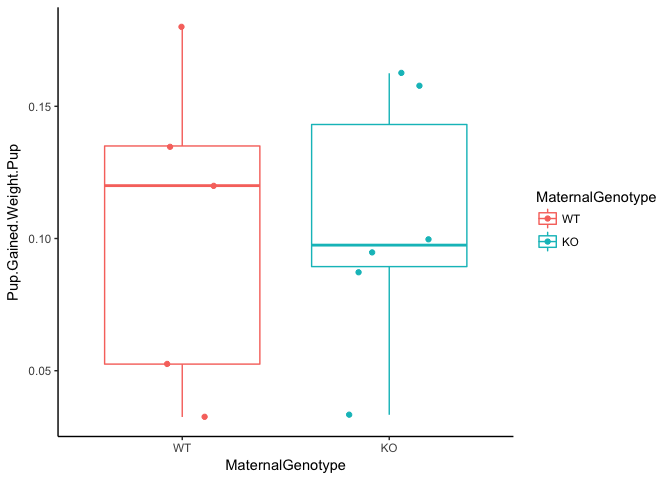 0.15
0.10
0.05
Pup.Gained.Weight.Pup
WT
KO
MaternalGenotype
MaternalGenotype
WT
KO